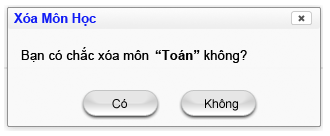 Xóa Môn Học
Bạn có chắc xóa môn “Toán” không?
Có
Không